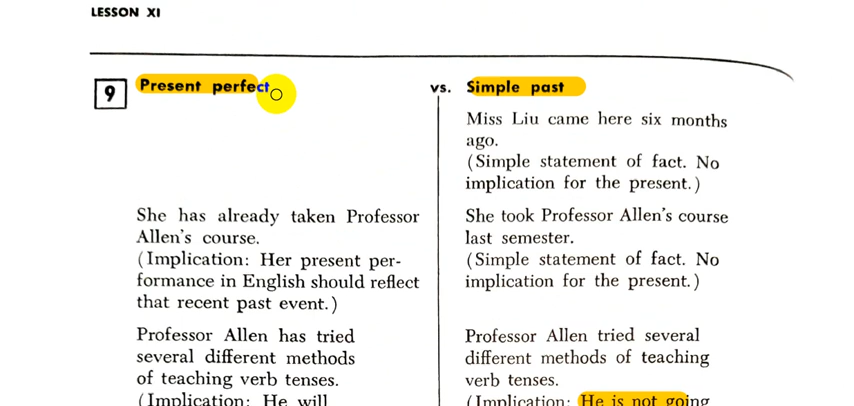 LESSON XI
9
Present perfect
vs.
Simple past
Miss Liu came here six months
ago.
(Simple statement of fact. No
implication for the present.)
She has already taken Professor
Allen's course.
(Implication: Her present per-
formance in English should reflect
that recent past event.)
She took Professor Allen's course
last semester.
(Simple statement of fact. No
implication for the present.)
Professor Allen has tried
several different methods
of teaching verb tenses.
(Implication: He will
Professor Allen tried several
different methods of teaching
verb tenses.
(Implication: He is not going